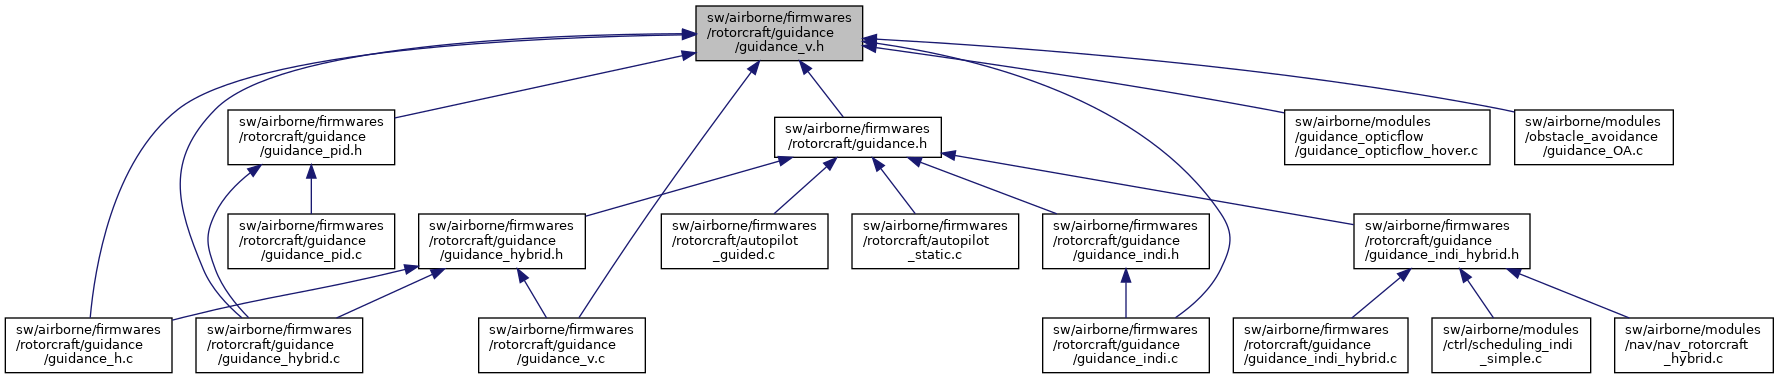 sw/airborne/firmwares
/rotorcraft/guidance
/guidance_v.h
sw/airborne/firmwares
/rotorcraft/guidance
/guidance_pid.h
sw/airborne/firmwares
/rotorcraft/guidance.h
sw/airborne/modules
/guidance_opticflow
/guidance_opticflow_hover.c
sw/airborne/modules
/obstacle_avoidance
/guidance_OA.c
sw/airborne/firmwares
/rotorcraft/guidance
/guidance_pid.c
sw/airborne/firmwares
/rotorcraft/guidance
/guidance_hybrid.h
sw/airborne/firmwares
/rotorcraft/autopilot
_guided.c
sw/airborne/firmwares
/rotorcraft/autopilot
_static.c
sw/airborne/firmwares
/rotorcraft/guidance
/guidance_indi.h
sw/airborne/firmwares
/rotorcraft/guidance
/guidance_indi_hybrid.h
sw/airborne/firmwares
/rotorcraft/guidance
/guidance_h.c
sw/airborne/firmwares
/rotorcraft/guidance
/guidance_hybrid.c
sw/airborne/firmwares
/rotorcraft/guidance
/guidance_v.c
sw/airborne/firmwares
/rotorcraft/guidance
/guidance_indi.c
sw/airborne/firmwares
/rotorcraft/guidance
/guidance_indi_hybrid.c
sw/airborne/modules
/ctrl/scheduling_indi
_simple.c
sw/airborne/modules
/nav/nav_rotorcraft
_hybrid.c